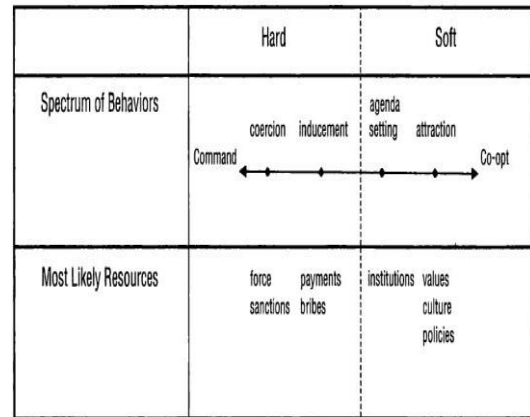 Hard Soft
Spectrum of Behaviors
agenda
coercion inducement setting attraction
Command Co-opt
Most Likely Resources
force payments institutions values
sanctions bribes culture
policies